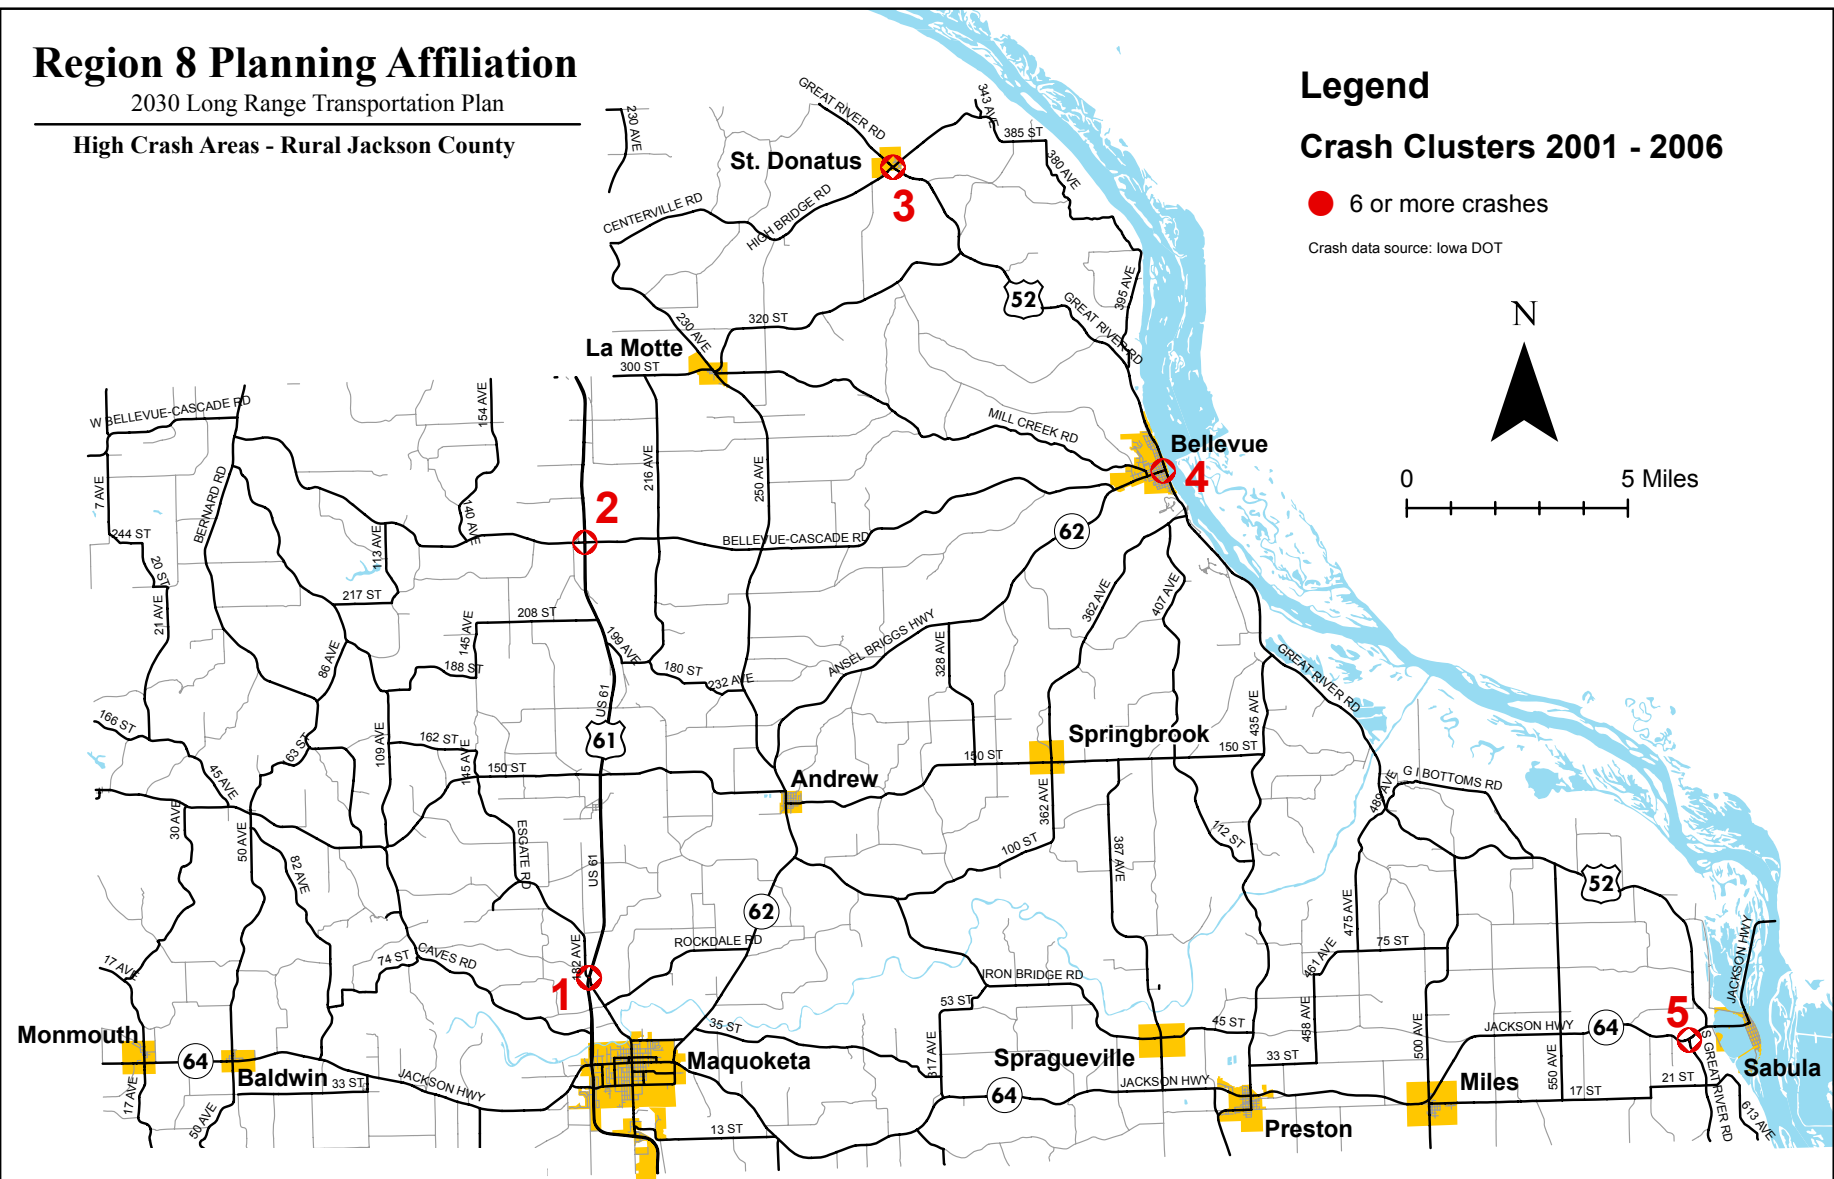 Region 8 Planning Affiliation
2030 Long Range Transportation Plan
High Crash Areas - Rural Jackson County
Legend
Crash Clusters 2001 - 2006
6 or more crashes
Crash data source: Iowa DOT
N
0
5 Miles
230 AVE
GREAT RIVER RD
343 AVE
385 ST
380 AVE
St. Donatus
3
CENTERVILLE RD
HIGH BRIDGE RD
395 AVE
52
GREAT RIVER RD
230 AVE
320 ST
La Motte
300 ST
W BELLEVUE-CASCADE RD
154 AVE
MILL CREEK RD
Bellevue
4
7 AVE
BERNARD RD
216 AVE
250 AVE
2
140 AVE
244 ST
113 AVE
BELLEVUE-CASCADE RD
62
20 ST
217 ST
21 AVE
208 ST
362 AVE
407 AVE
145 AVE
199 AVE
ANSEL BRIGGS HWY
328 AVE
86 AVE
188 ST
180 ST
232 AVE
GREAT RIVER RD
US 61
435 AVE
166 ST
61
Springbrook
109 AVE
162 ST
163 ST
145 AVE
150 ST
150 ST
150 ST
45 AVE
Andrew
489 AVE
G I BOTTOMS RD
30 AVE
50 AVE
362 AVE
ESGATE RD
100 ST
112 ST
387 AVE
82 AVE
US 61
52
62
475 AVE
ROCKDALE RD
75 ST
JACKSON HWY
17 AVE
74 ST
CAVES RD
182 AVE
461 AVE
IRON BRIDGE RD
1
53 ST
458 AVE
5
35 ST
45 ST
JACKSON HWY
64
500 AVE
S GREAT RIVER RD
Monmouth
64
Maquoketa
317 AVE
Spragueville
33 ST
550 AVE
Sabula
Baldwin
33 ST
JACKSON HWY
64
JACKSON HWY
Miles
21 ST
17 ST
17 AVE
50 AVE
13 ST
Preston
613 AVE